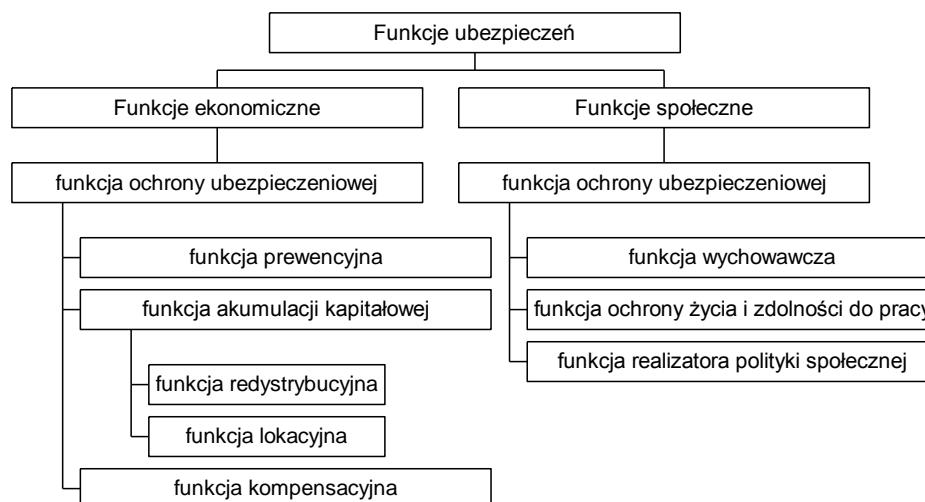 Funkcje ubezpieczeń
Funkcje ekonomiczne
Funkcje społeczne
funkcja ochrony ubezpieczeniowej
funkcja ochrony ubezpieczeniowej
funkcja prewencyjna
funkcja wychowawcza
funkcja akumulacji kapitałowej
funkcja ochrony życia i zdolności do pracy
funkcja realizatora polityki społecznej
funkcja redystrybucyjna
funkcja lokacyjna
funkcja kompensacyjna